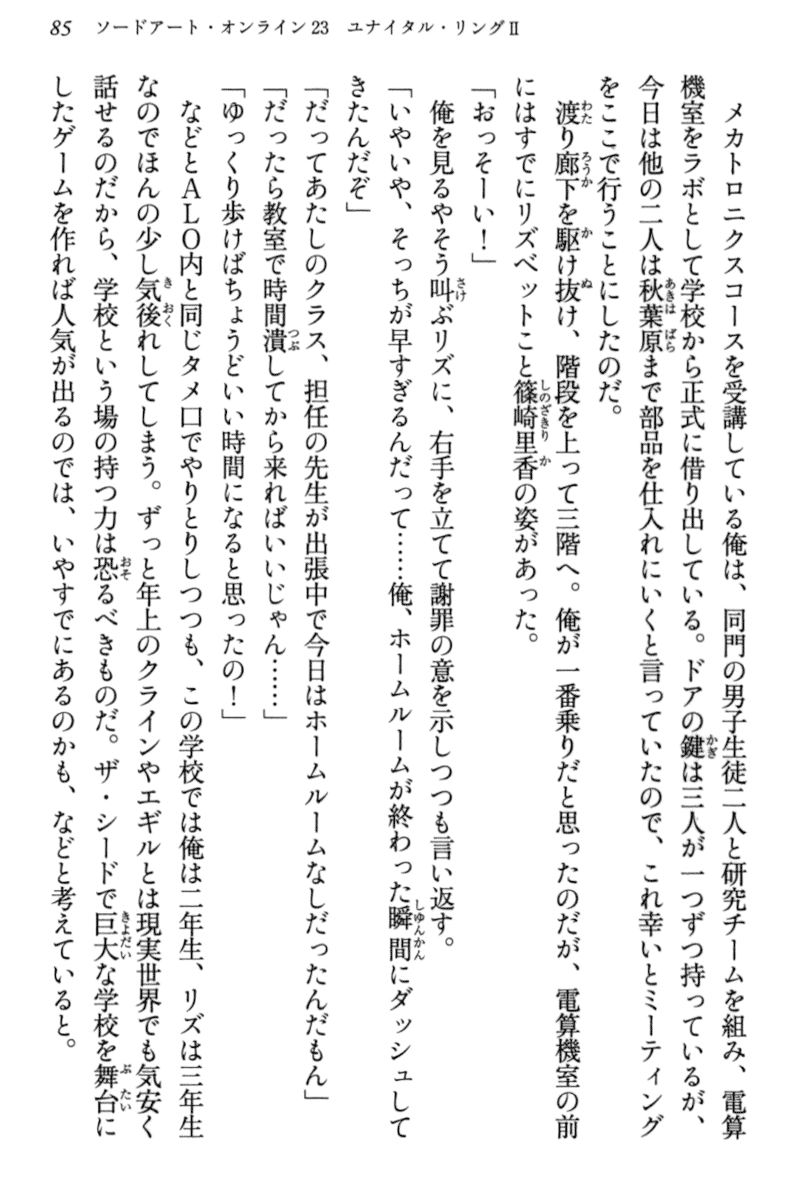 85 ソードアート・オンライン23 ユナイタル・リングⅡ
メカトロニクスコースを受講している俺は、同門の男子生徒二人と研究チームを組み、電算
機室をラボとして学校から正式に借り出している。ドアの鍵は三人が一つずつ持っているが、
今日は他の二人は秋葉原まで部品を仕入れにいくと言っていたので、これ幸いとミーティング
をここで行うことにしたのだ。
渡り廊下を駆け抜け、階段を上って三階へ。俺が一番乗りだと思ったのだが、電算機室の前
にはすでにリズベットこと篠崎里香の姿があった。
「おっそーい！」
俺を見るやそう叫ぶリズに、右手を立てて謝罪の意を示しつつも言い返す。
「いやいや、そっちが早すぎるんだって……俺、ホームルームが終わった瞬間にダッシュして
きたんだぞ」
「だってあたしのクラス、担任の先生が出張中で今日はホームルームなしだったんだもん」
「だったら教室で時間潰してから来ればいいじゃん……」
「ゆっくり歩けばちょうどいい時間になると思ったの！」
などとＡＬＯ内と同じタメ口でやりとりしつつも、この学校では俺は二年生、リズは三年生
なのでほんの少し気後れしてしまう。ずっと年上のクラインやエギルとは現実世界でも気安く
話せるのだから、学校という場の持つ力は恐るべきものだ。ザ・シードで巨大な学校を舞台に
したゲームを作れば人気が出るのでは、いやすでにあるのかも、などと考えていると。